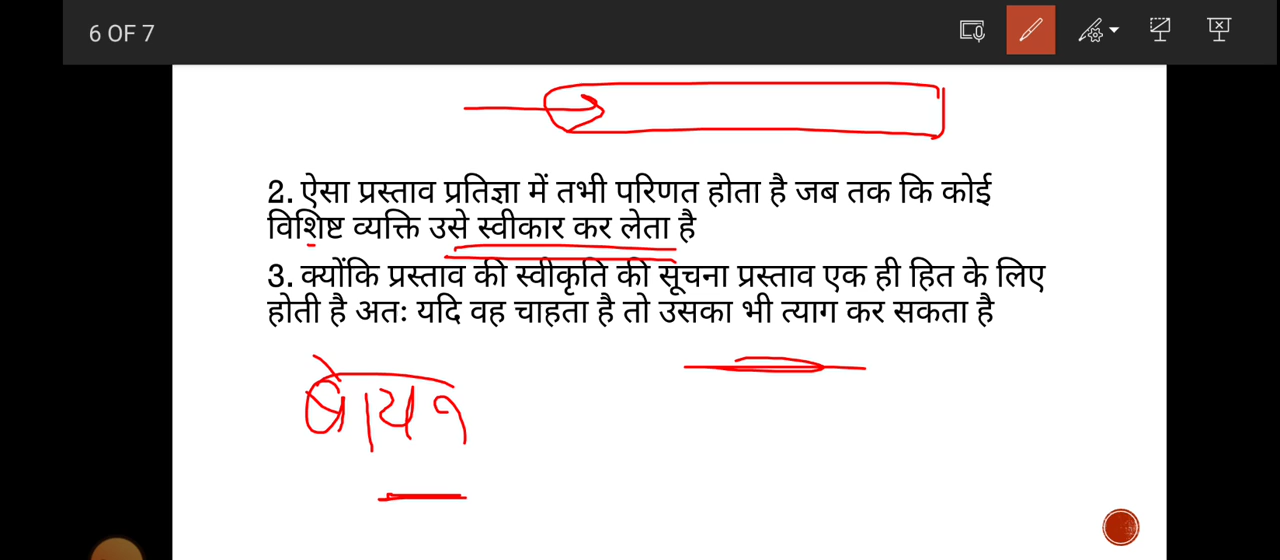 6 OF 7
2. ऐसा प्रस्ताव प्रतिज्ञा में तभी परिणत होता है जब तक कि कोई
विशिष्ट व्यक्ति उसे स्वीकार कर लेता है
3. क्योंकि प्रस्ताव की स्वीकृति की सूचना प्रस्ताव एक ही हित के लिए
होती है अतः यदि वह चाहता है तो उसका भी त्याग कर सकता है